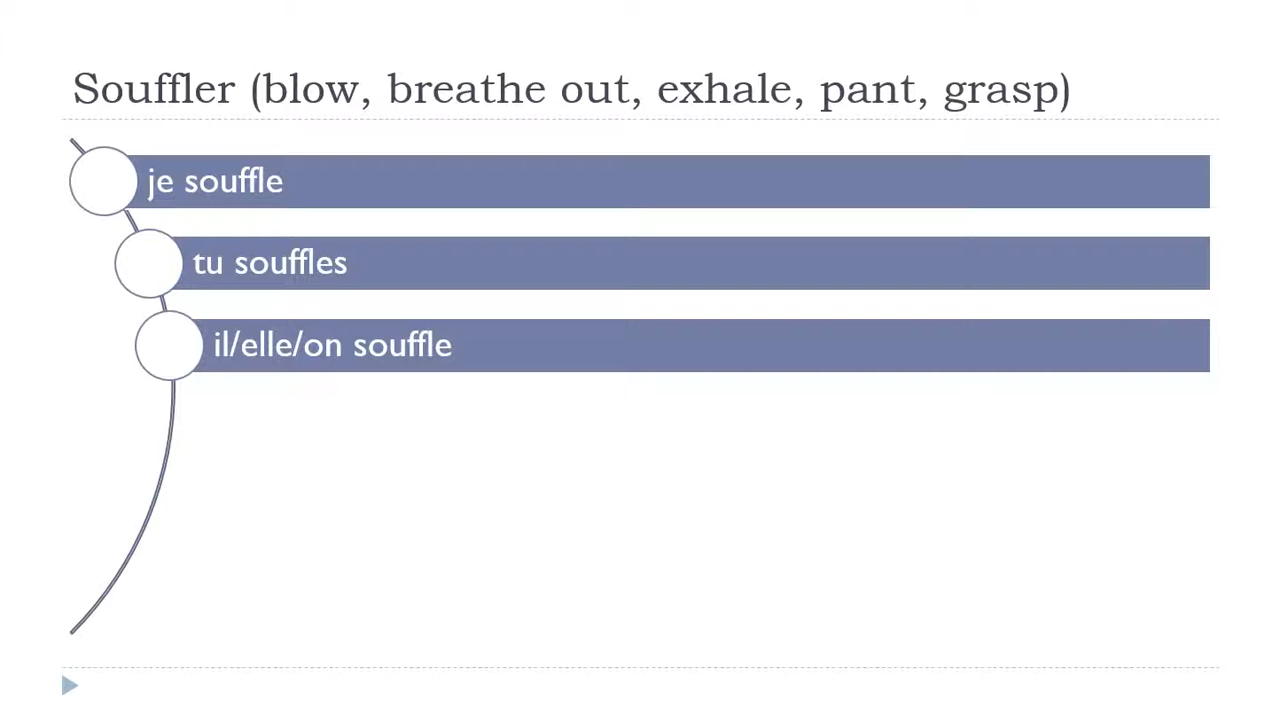 Souffler (blow, breathe out, exhale, pant, grasp)
je souffle
tu souffles
il/elle/on souffle